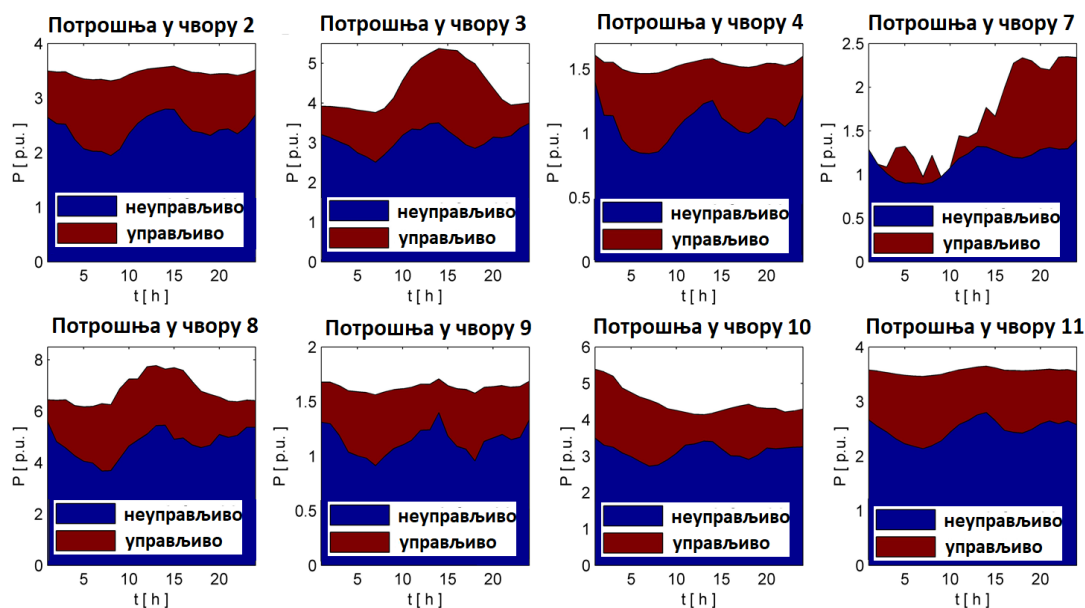 Потрошња у чвору 2
4
3
2
1
0
P [ p.u. ]
неуправљиво
управљиво
5 10 15 20
t [ h ]
Потрошња у чвору 3
5
4
3
2
1
0
P [ p.u. ]
неуправљиво
управљиво
5 10 15 20
t [ h ]
Потрошња у чвору 4
1.5
1
0.5
0
P [ p.u. ]
неуправљиво
управљиво
5 10 15 20
t [ h ]
Потрошња у чвору 7
2.5
2
1.5
1
0.5
0
P [ p.u. ]
неуправљиво
управљиво
5 10 15 20
t [ h ]
Потрошња у чвору 8
8
6
4
2
0
P [ p.u. ]
неуправљиво
управљиво
5 10 15 20
t [ h ]
Потрошња у чвору 9
2
1.5
1
0.5
0
P [ p.u. ]
неуправљиво
управљиво
5 10 15 20
t [ h ]
Потрошња у чвору 10
6
5
4
3
2
1
0
P [ p.u. ]
неуправљиво
управљиво
5 10 15 20
t [ h ]
Потрошња у чвору 11
4
3
2
1
0
P [ p.u. ]
неуправљиво
управљиво
5 10 15 20
t [ h ]